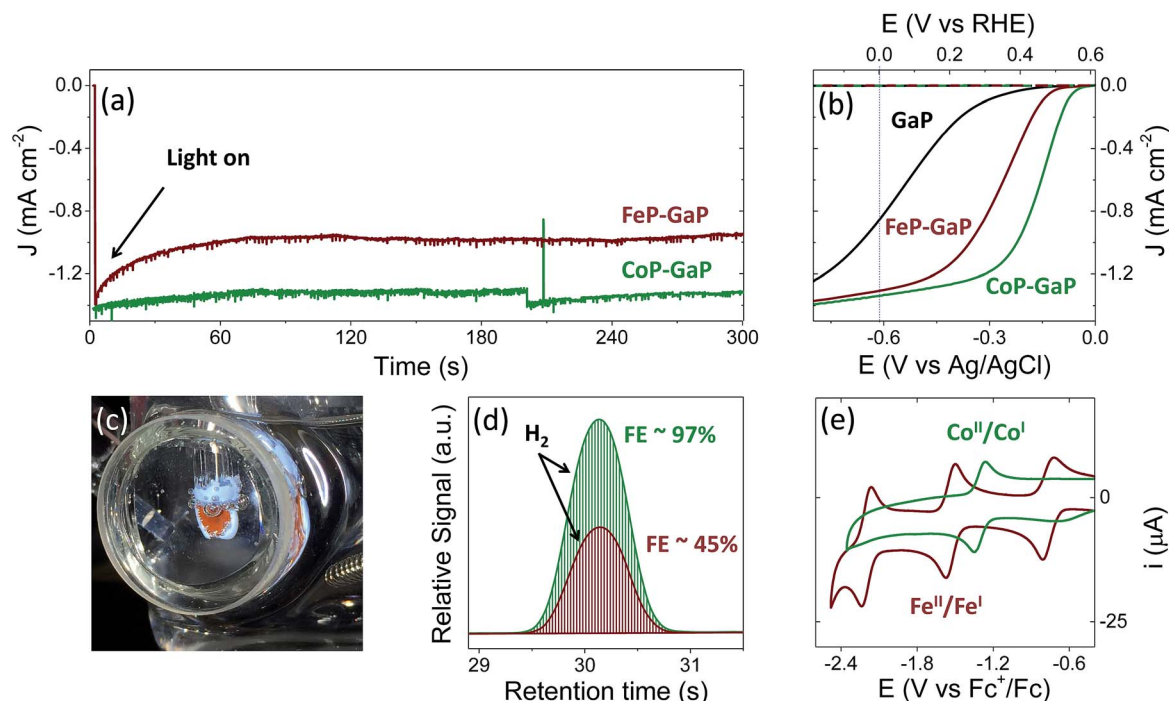 (a)
Light on
FeP-GaP
CoP-GaP
J (mA cm⁻²)
0.0
-0.4
-0.8
-1.2
0
60
120
180
240
300
Time (s)
E (V vs RHE)
0.0
0.2
0.4
0.6
(b)
GaP
FeP-GaP
CoP-GaP
0.0
-0.4
-0.8
-1.2
J (mA cm⁻²)
-0.6
-0.3
0.0
E (V vs Ag/AgCl)
(c)
(d)
H₂
FE ~ 97%
FE ~ 45%
Relative Signal (a.u.)
29
30
31
Retention time (s)
(e)
Coᴵᴵ/Coᴵ
Feᴵᴵ/Feᴵ
0
-25
i (µA)
-2.4
-1.8
-1.2
-0.6
E (V vs Fc⁺/Fc)